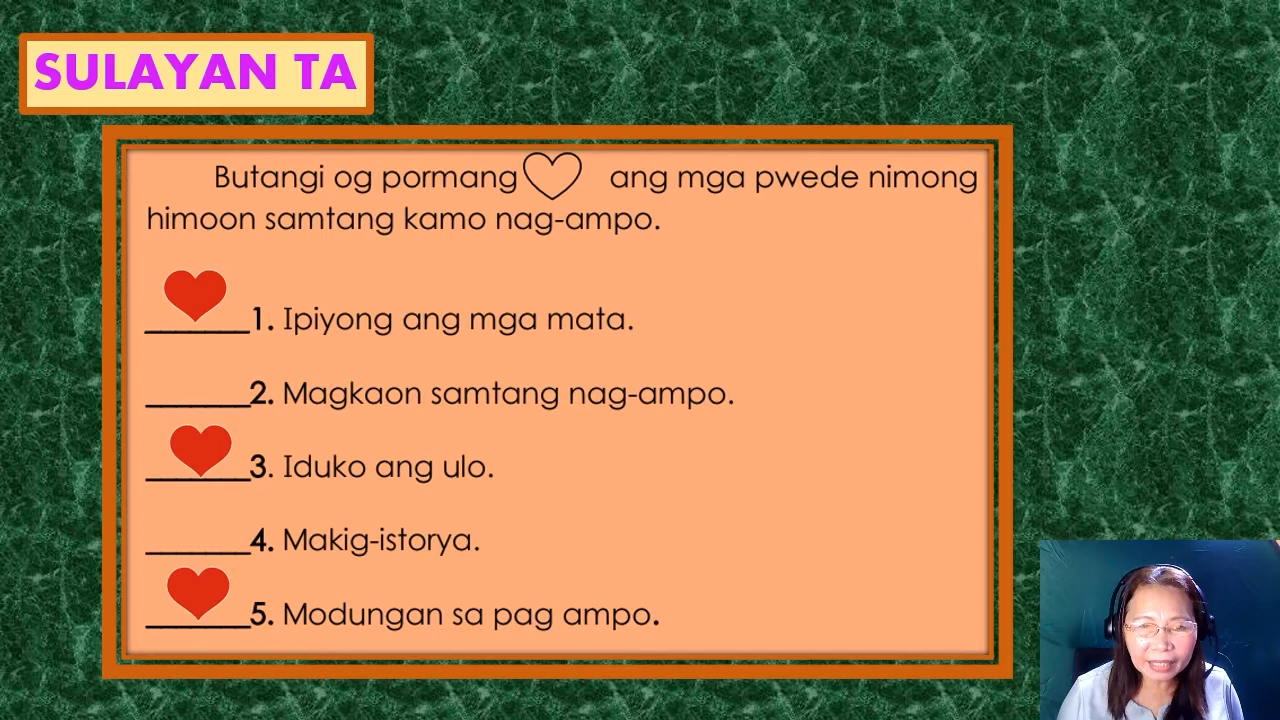 SULAYAN TA
Butangi og pormang ang mga pwede nimong
himoon samtang kamo nag-ampo.
_______1. Ipiyong ang mga mata.
_______2. Magkaon samtang nag-ampo.
_______3. Iduko ang ulo.
_______4. Makig-istorya.
_______5. Modungan sa pag ampo.